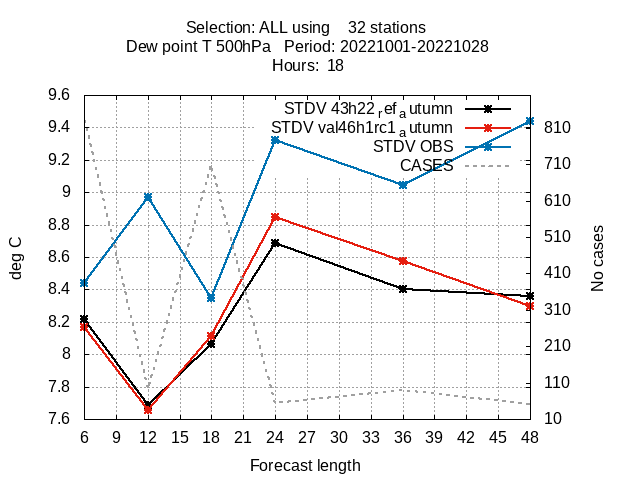 Selection: ALL using 32 stations
Dew point T 500hPa Period: 20221001-20221028
Hours: 18
STDV 43h22 refautumn
STDV val46h1rc1autumn
STDV OBS
CASES
9.6
9.4
9.2
9
8.8
8.6
8.4
8.2
8
7.8
7.6
deg C
810
710
610
510
410
310
210
110
10
No cases
6 9 12 15 18 21 24 27 30 33 36 39 42 45 48
Forecast length